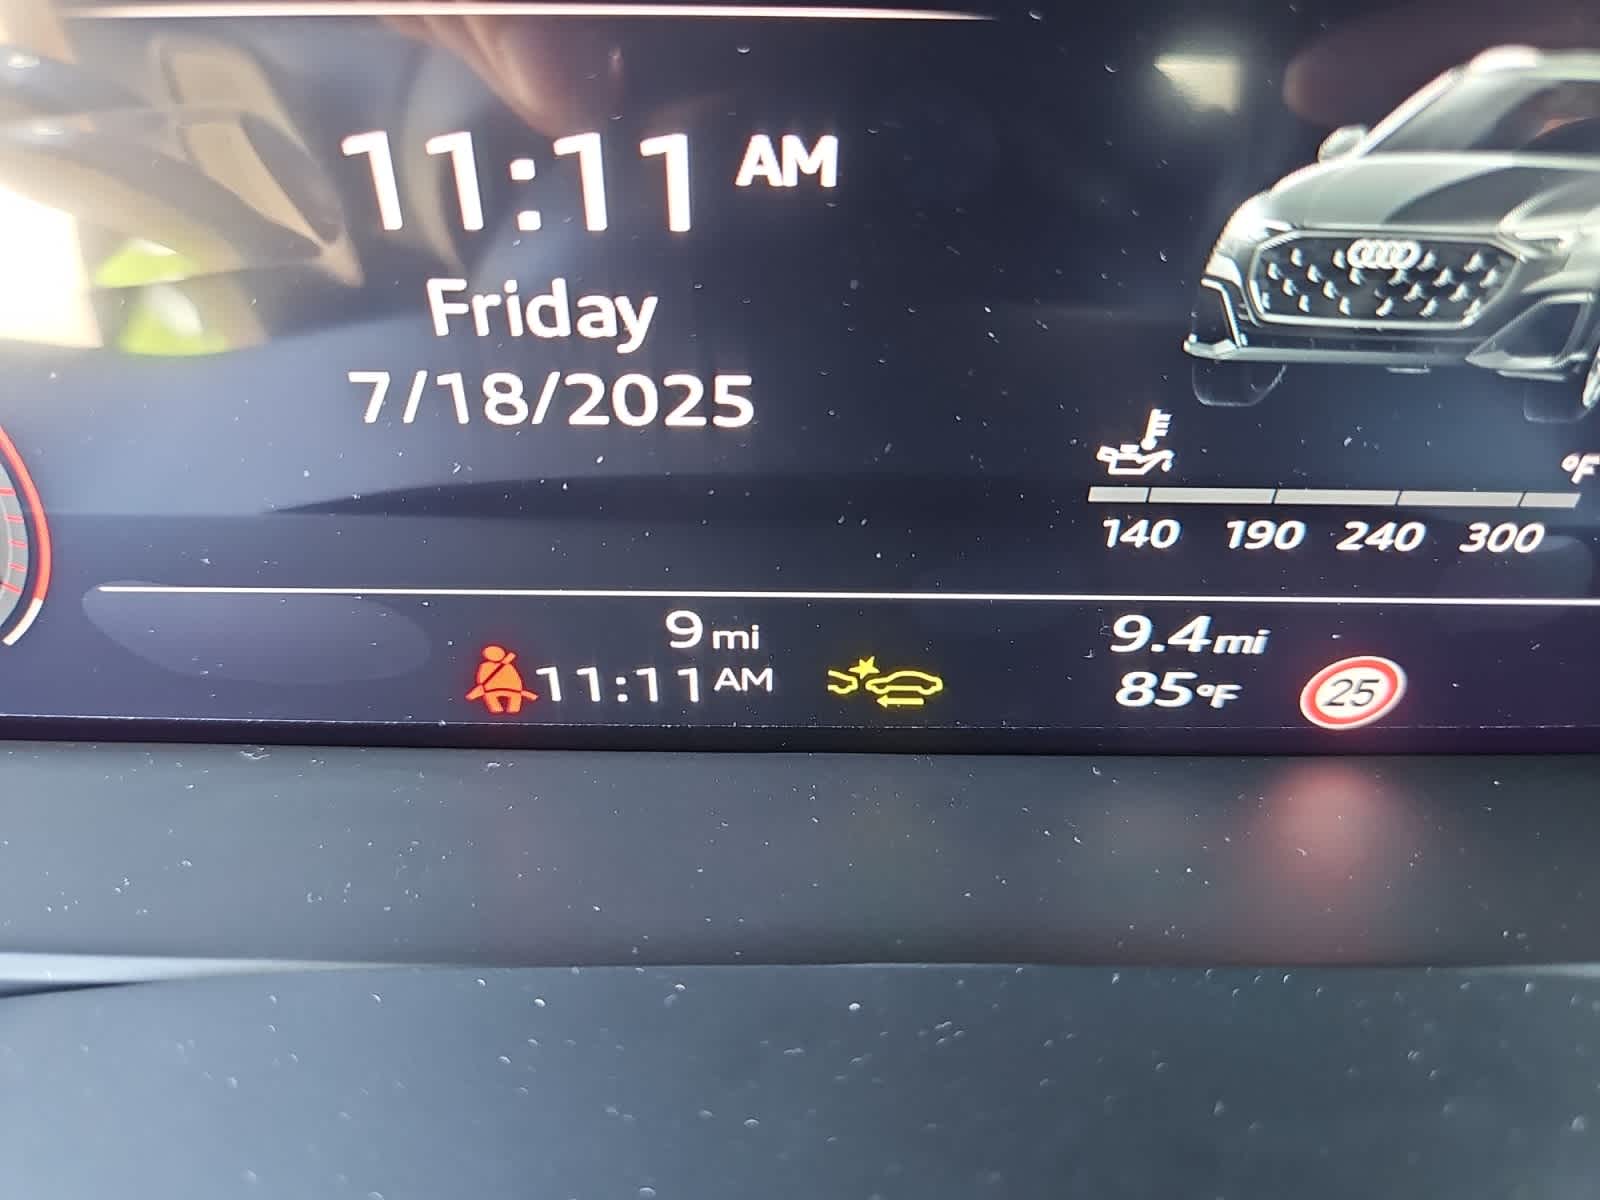 11:11 AM
Friday
7/18/2025
°F
140 190 240 300
9 mi
11:11 AM
9.4 mi
85°F
25